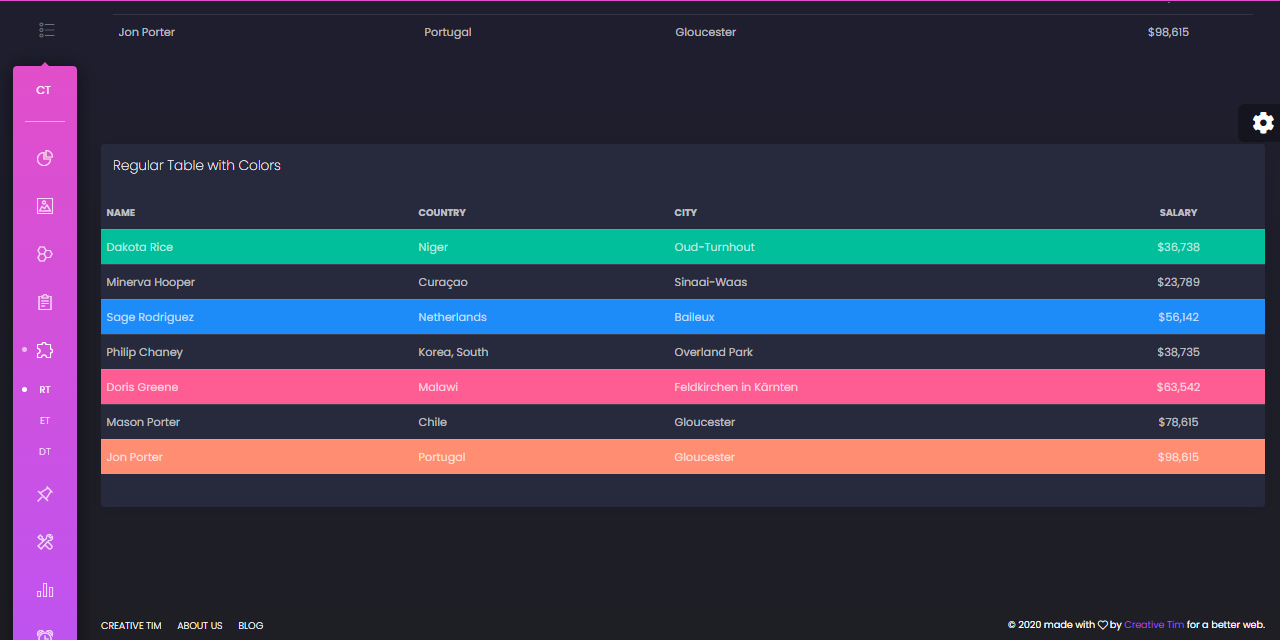 Jon Porter Portugal Gloucester $98,615
CT
Regular Table with Colors
NAME COUNTRY CITY SALARY
Dakota Rice Niger Oud-Turnhout $36,738
Minerva Hooper Curaçao Sinaai-Waas $23,789
Sage Rodriguez Netherlands Baileux $56,142
Philip Chaney Korea, South Overland Park $38,735
Doris Greene Malawi Feldkirchen in Kärnten $63,542
Mason Porter Chile Gloucester $78,615
Jon Porter Portugal Gloucester $98,615
RT
ET
DT
CREATIVE TIM ABOUT US BLOG
© 2020 made with by Creative Tim for a better web.